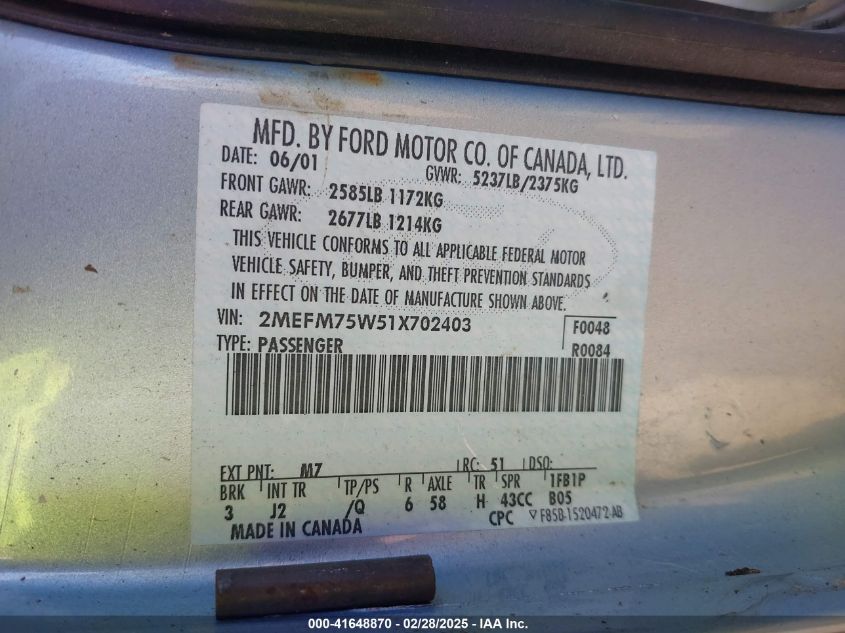 MFD. BY FORD MOTOR CO. OF CANADA, LTD.
DATE: 06/01 GVWR: 5237LB/2375KG
FRONT GAWR: 2585LB 1172KG
REAR GAWR: 2677LB 1214KG
THIS VEHICLE CONFORMS TO ALL APPLICABLE FEDERAL MOTOR
VEHICLE SAFETY, BUMPER, AND THEFT PREVENTION STANDARDS
IN EFFECT ON THE DATE OF MANUFACTURE SHOWN ABOVE.
VIN: 2MEFM75W51X702403 F0048
TYPE: PASSENGER R0084
EXT PNT: M7 RC: 51 DSO:
BRK INT TR TP/PS R AXLE TR SPR 1FB1P
3 J2 /Q 6 58 H 43CC B05
MADE IN CANADA CPC F85B-1520472-AB
000-41648870 - 02/28/2025 - IAA Inc.